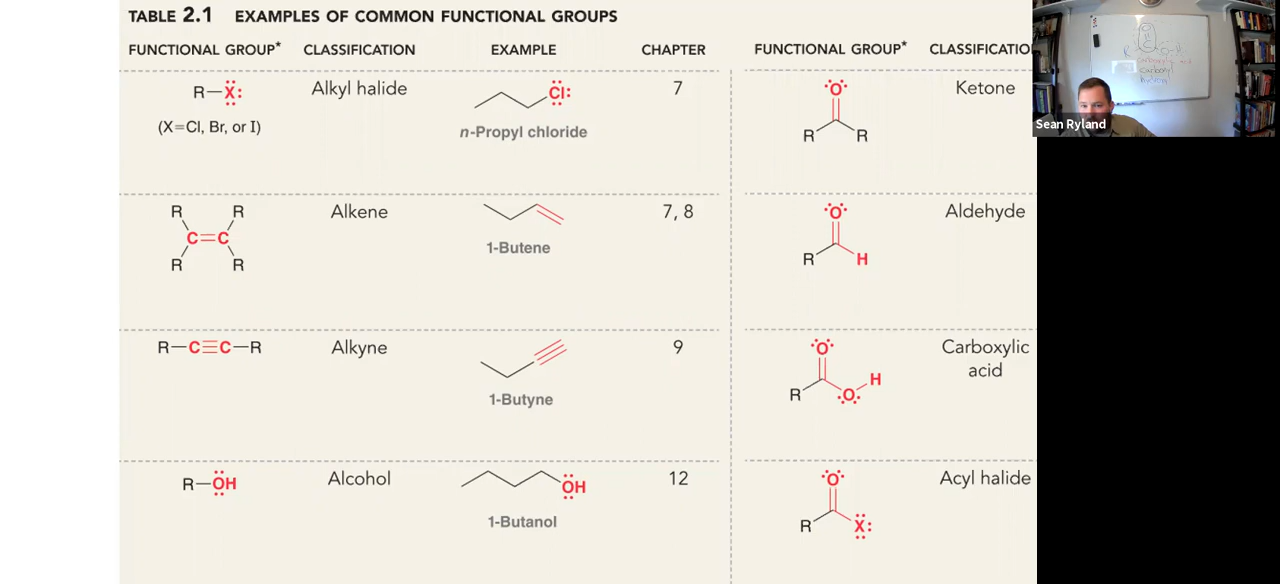 TABLE 2.1 EXAMPLES OF COMMON FUNCTIONAL GROUPS
FUNCTIONAL GROUP* CLASSIFICATION EXAMPLE CHAPTER FUNCTIONAL GROUP* CLASSIFICATIO
R—Ẍ:
(X=Cl, Br, or I)
Alkyl halide
Cl:
n-Propyl chloride
7
O
R R
Ketone
R R
C=C
R R
Alkene
1-Butene
7, 8
O
R H
Aldehyde
R—C≡C—R
Alkyne
1-Butyne
9
O
H
R O
Carboxylic
acid
R—OH
Alcohol
OH
1-Butanol
12
O
R X:
Acyl halide
Sean Ryland